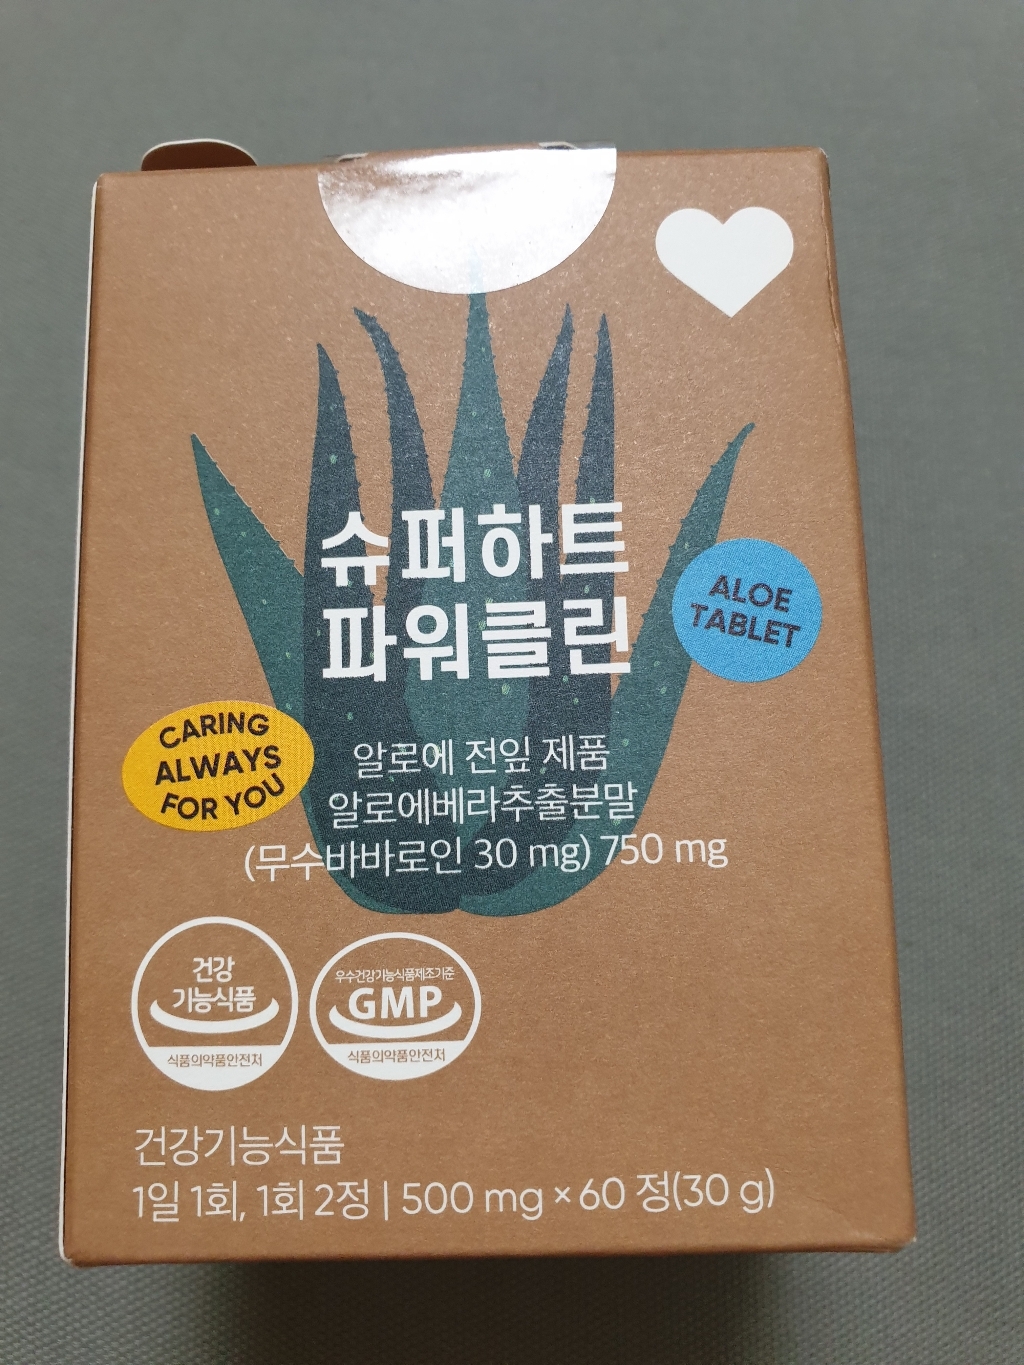 슈퍼하트
파워클린
ALOE
TABLET
CARING
ALWAYS
FOR YOU
알로에 전잎 제품
알로에베라추출분말
(무수바바로인 30 mg) 750 mg
건강
기능식품
식품의약품안전처
우수건강기능식품제조기준
GMP
식품의약품안전처
건강기능식품
1일 1회, 1회 2정 | 500 mg × 60 정(30 g)